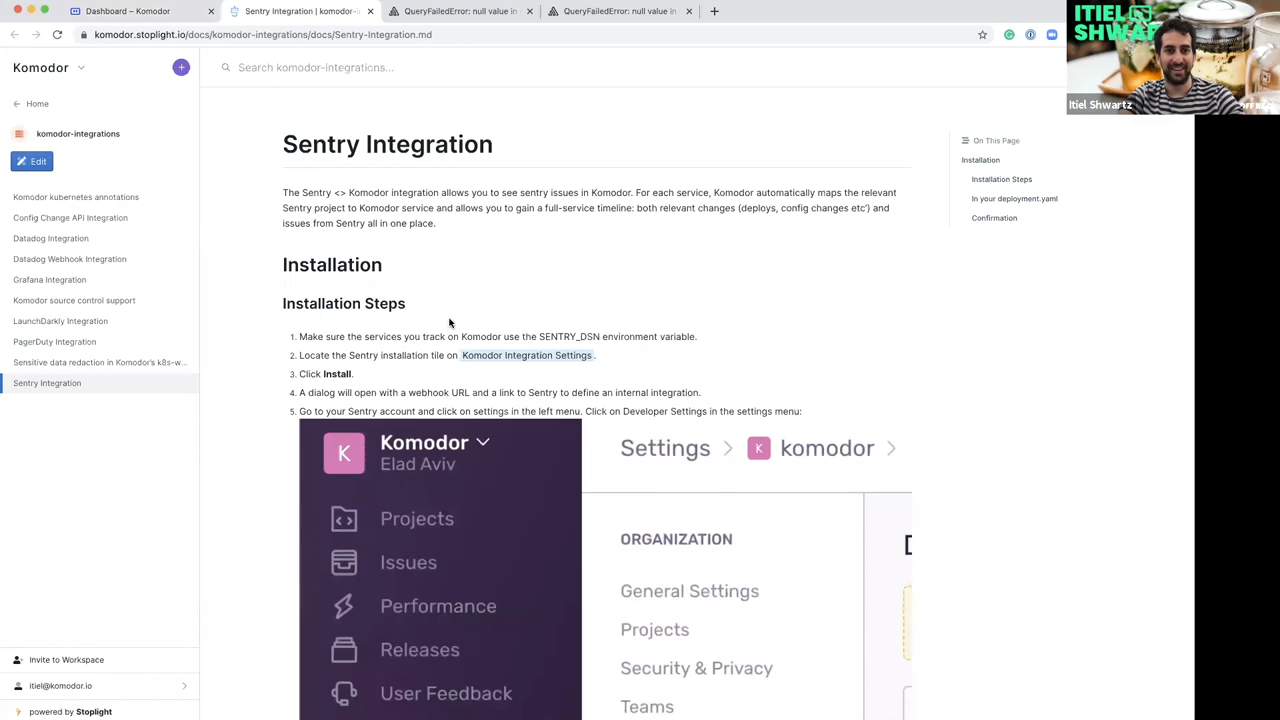 Dashboard – Komodor
Sentry Integration | komodor-i
QueryFailedError: null value in
QueryFailedError: null value in
komodor.stoplight.io/docs/komodor-integrations/docs/Sentry-Integration.md
ITIEL
SHWAR
Itiel Shwartz
Komodor
Search komodor-integrations...
Home
komodor-integrations
Edit
Komodor kubernetes annotations
Config Change API Integration
Datadog Integration
Datadog Webhook Integration
Grafana Integration
Komodor source control support
LaunchDarkly Integration
PagerDuty Integration
Sensitive data redaction in Komodor's k8s-w...
Sentry Integration
Invite to Workspace
itiel@komodor.io
powered by Stoplight
Sentry Integration
The Sentry <> Komodor integration allows you to see sentry issues in Komodor. For each service, Komodor automatically maps the relevant
Sentry project to Komodor service and allows you to gain a full-service timeline: both relevant changes (deploys, config changes etc') and
issues from Sentry all in one place.
Installation
Installation Steps
1. Make sure the services you track on Komodor use the SENTRY_DSN environment variable.
2. Locate the Sentry installation tile on Komodor Integration Settings.
3. Click Install.
4. A dialog will open with a webhook URL and a link to Sentry to define an internal integration.
5. Go to your Sentry account and click on settings in the left menu. Click on Developer Settings in the settings menu:
K
Komodor
Elad Aviv
Projects
Issues
Performance
Releases
User Feedback
Settings > K komodor >
ORGANIZATION
General Settings
Projects
Security & Privacy
Teams
On This Page
Installation
Installation Steps
In your deployment.yaml
Confirmation